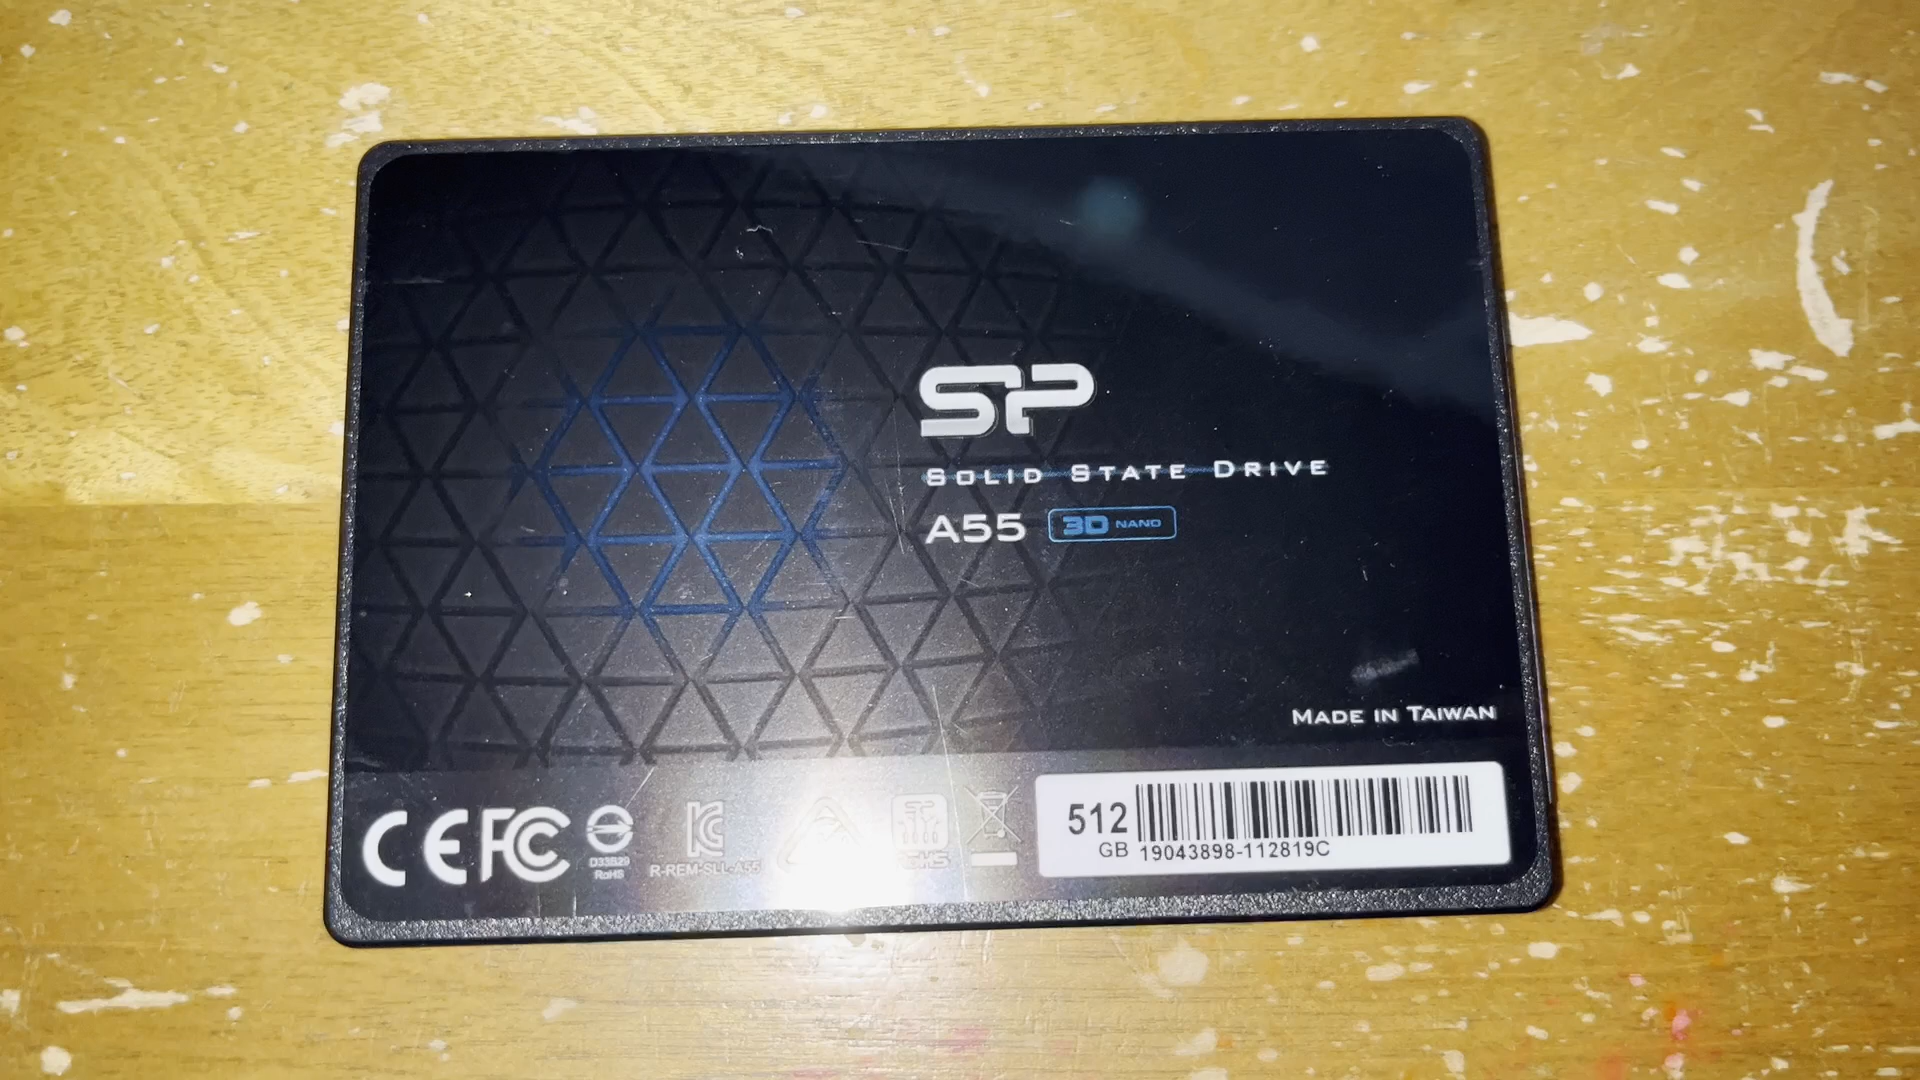 SP
SOLID STATE DRIVE
A55 3D NAND
MADE IN TAIWAN
CE FC
D33B29
RoHS
R-REM-SLL-A55
RoHS
512
GB 19043898-112819C